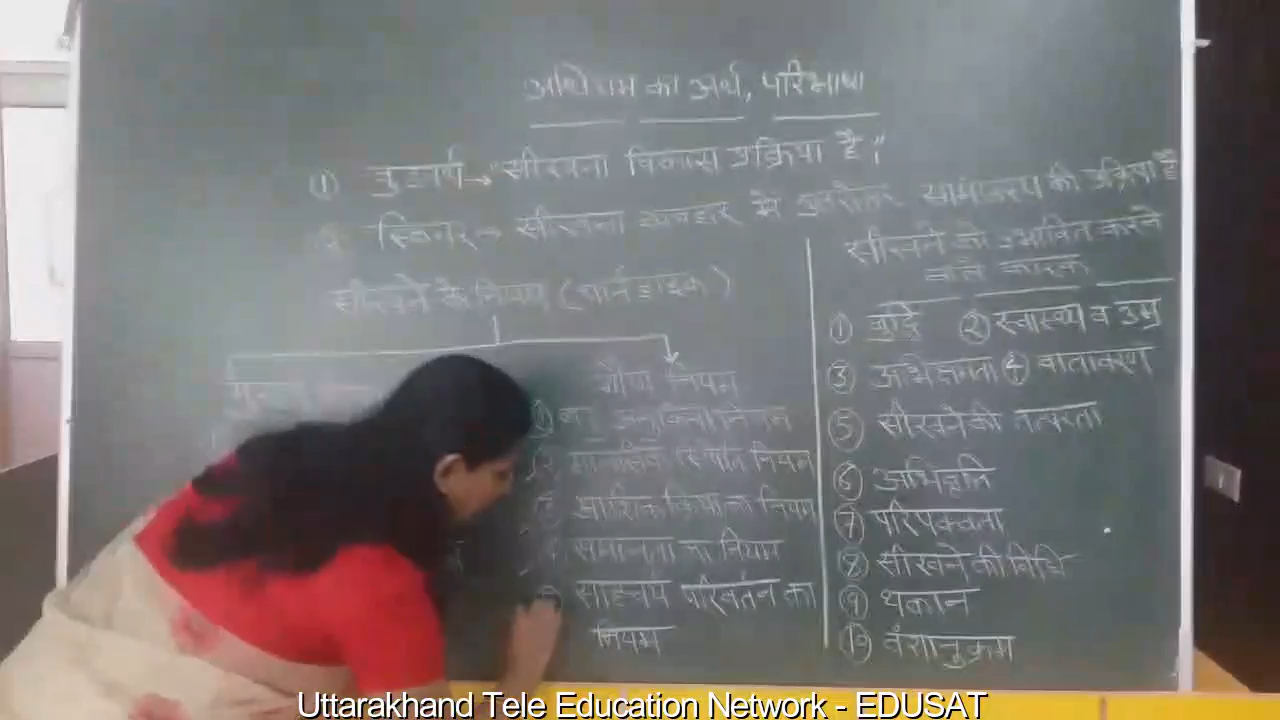 अधिगम का अर्थ, परिभाषा
① वुडवर्थ → "सीखना विकास प्रक्रिया है।"
स्किनर → सीखना व्यवहार में उत्तरोत्तर सामंजस्य की प्रक्रिया है
सीखने के नियम (थार्नडाइक)
गौण नियम
नियम
मानसिक स्थिति नियम
आंशिक क्रिया का नियम
समानता का नियम
साहचर्य परिवर्तन का
नियम
सीखने को प्रभावित करने
वाले कारक
① बुद्धि ② स्वास्थ्य व उम्र
③ अभिक्षमता ④ वातावरण
⑤ सीखने की तत्परता
⑥ अभिवृति
⑦ परिपक्वता
⑧ सीखने की विधि
⑨ थकान
⑩ वंशानुक्रम
Uttarakhand Tele Education Network - EDUSAT